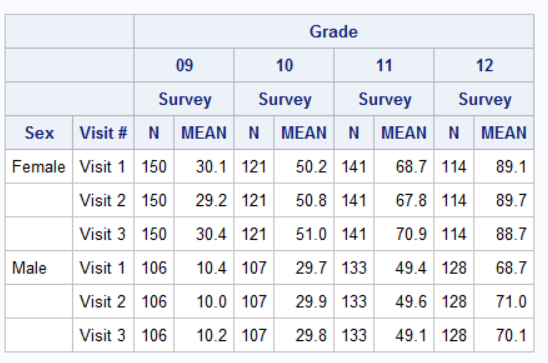 Grade
09 10 11 12
Survey Survey Survey Survey
Sex Visit # N MEAN N MEAN N MEAN N MEAN
Female Visit 1 150 30.1 121 50.2 141 68.7 114 89.1
Visit 2 150 29.2 121 50.8 141 67.8 114 89.7
Visit 3 150 30.4 121 51.0 141 70.9 114 88.7
Male Visit 1 106 10.4 107 29.7 133 49.4 128 68.7
Visit 2 106 10.0 107 29.9 133 49.6 128 71.0
Visit 3 106 10.2 107 29.8 133 49.1 128 70.1